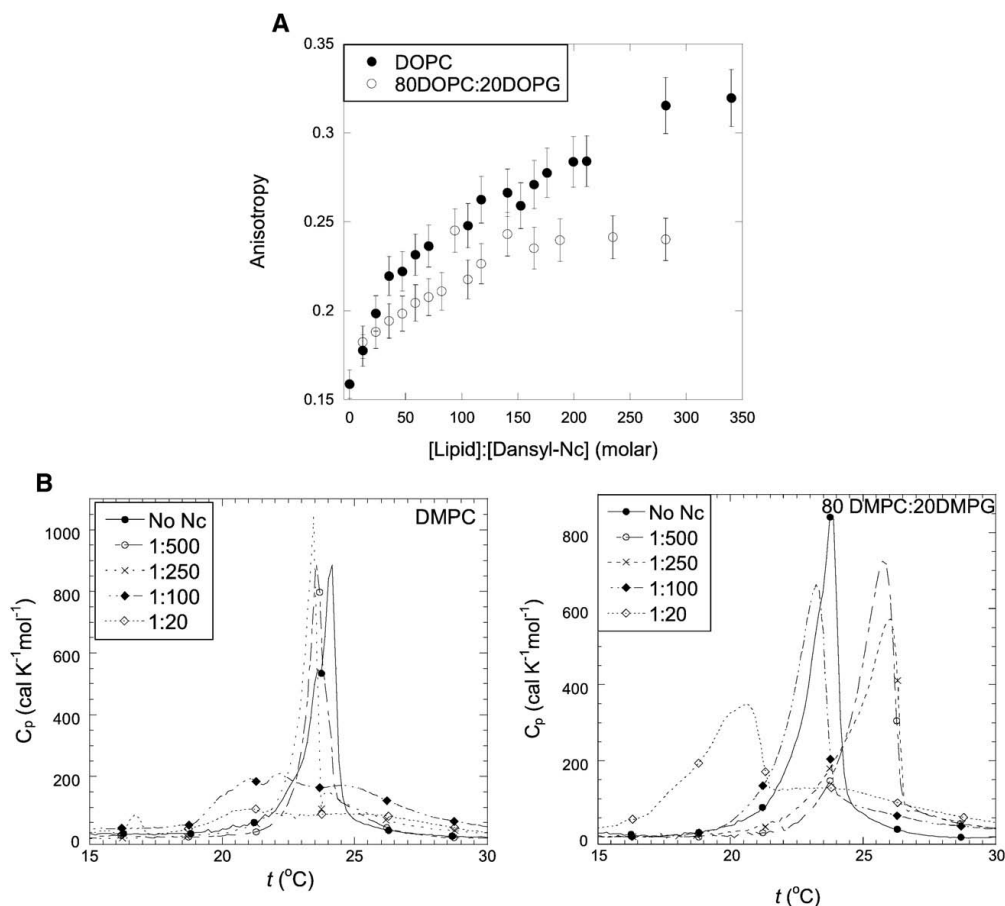 A
0.35
DOPC
80DOPC:20DOPG
0.3
0.25
0.2
0.15
Anisotropy
0 50 100 150 200 250 300 350
[Lipid]:[Dansyl-Nc] (molar)
B
DMPC
No Nc
1:500
1:250
1:100
1:20
1000
800
600
400
200
0
Cp (cal K⁻¹mol⁻¹)
15 20 25 30
t (°C)
80 DMPC:20DMPG
No Nc
1:500
1:250
1:100
1:20
800
600
400
200
0
Cp (cal K⁻¹mol⁻¹)
15 20 25 30
t (°C)